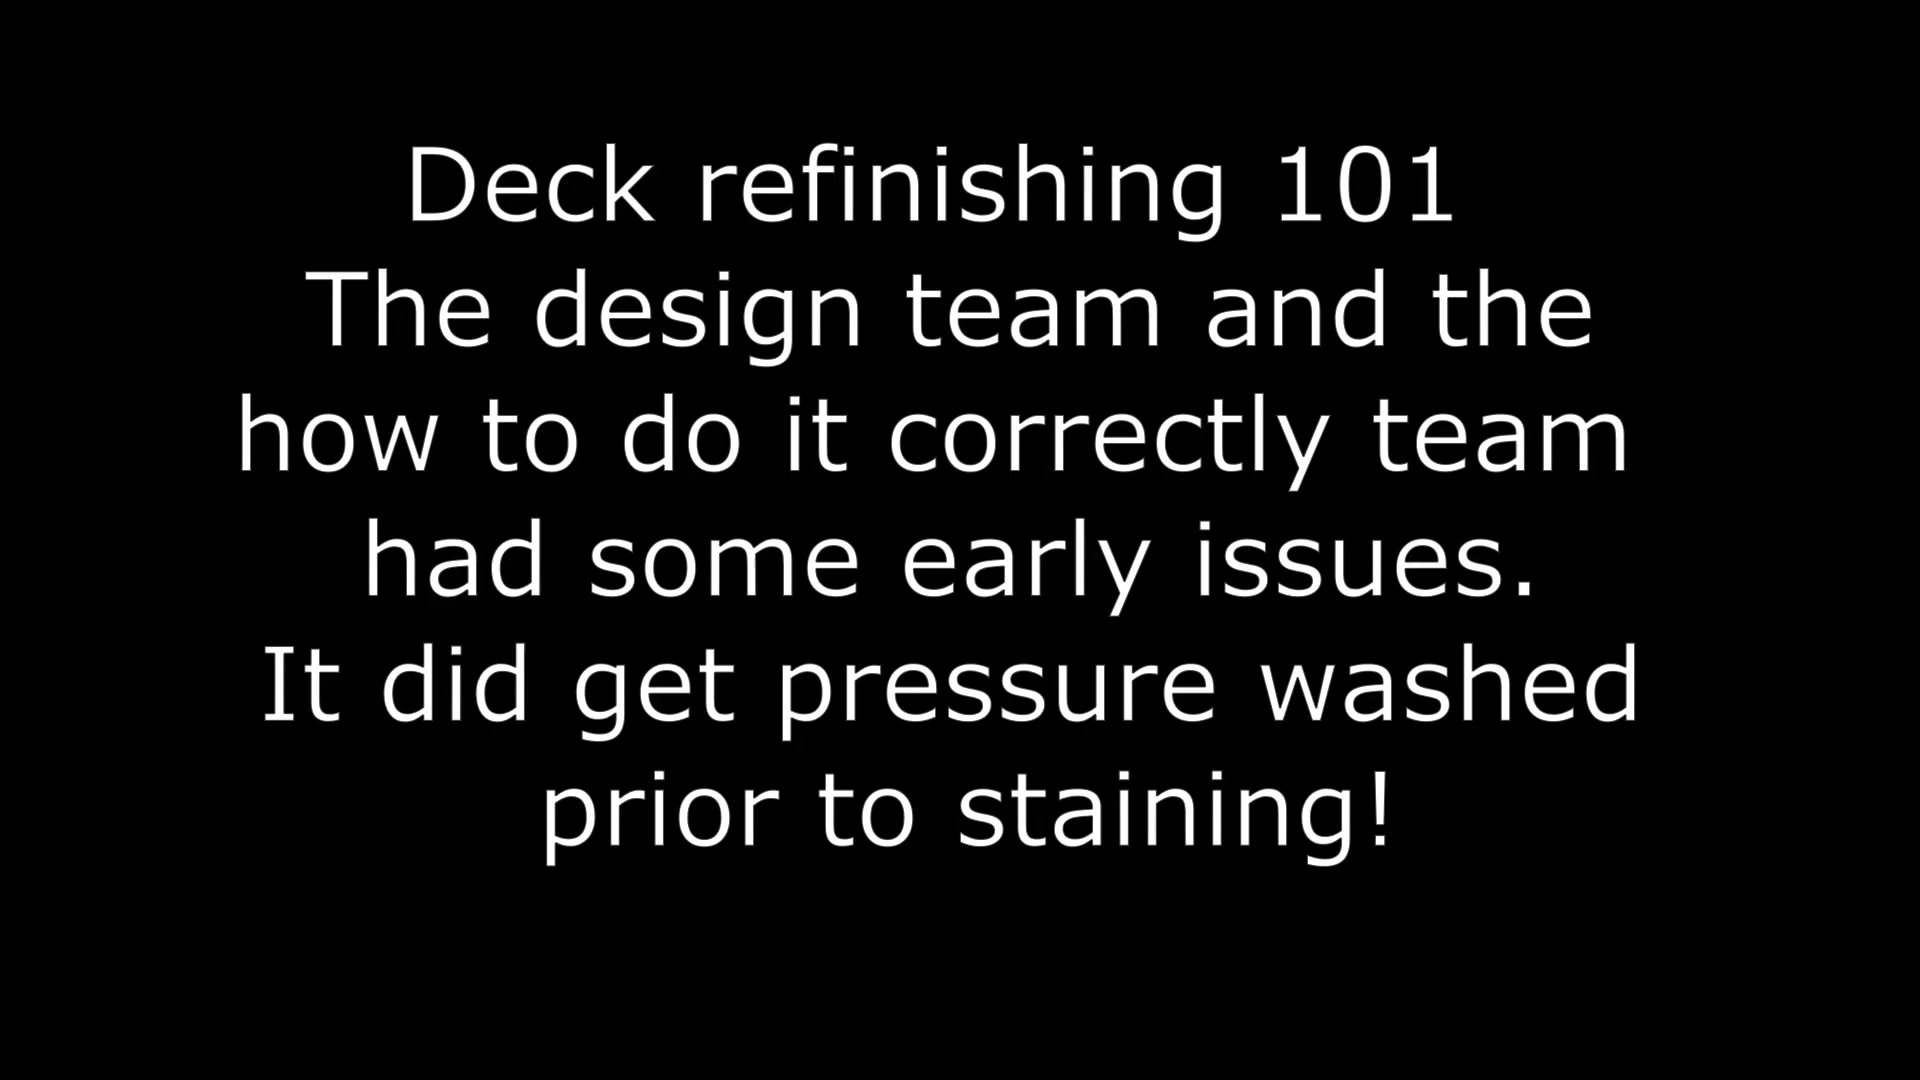 Deck refinishing 101
The design team and the
how to do it correctly team
had some early issues.
It did get pressure washed
prior to staining!